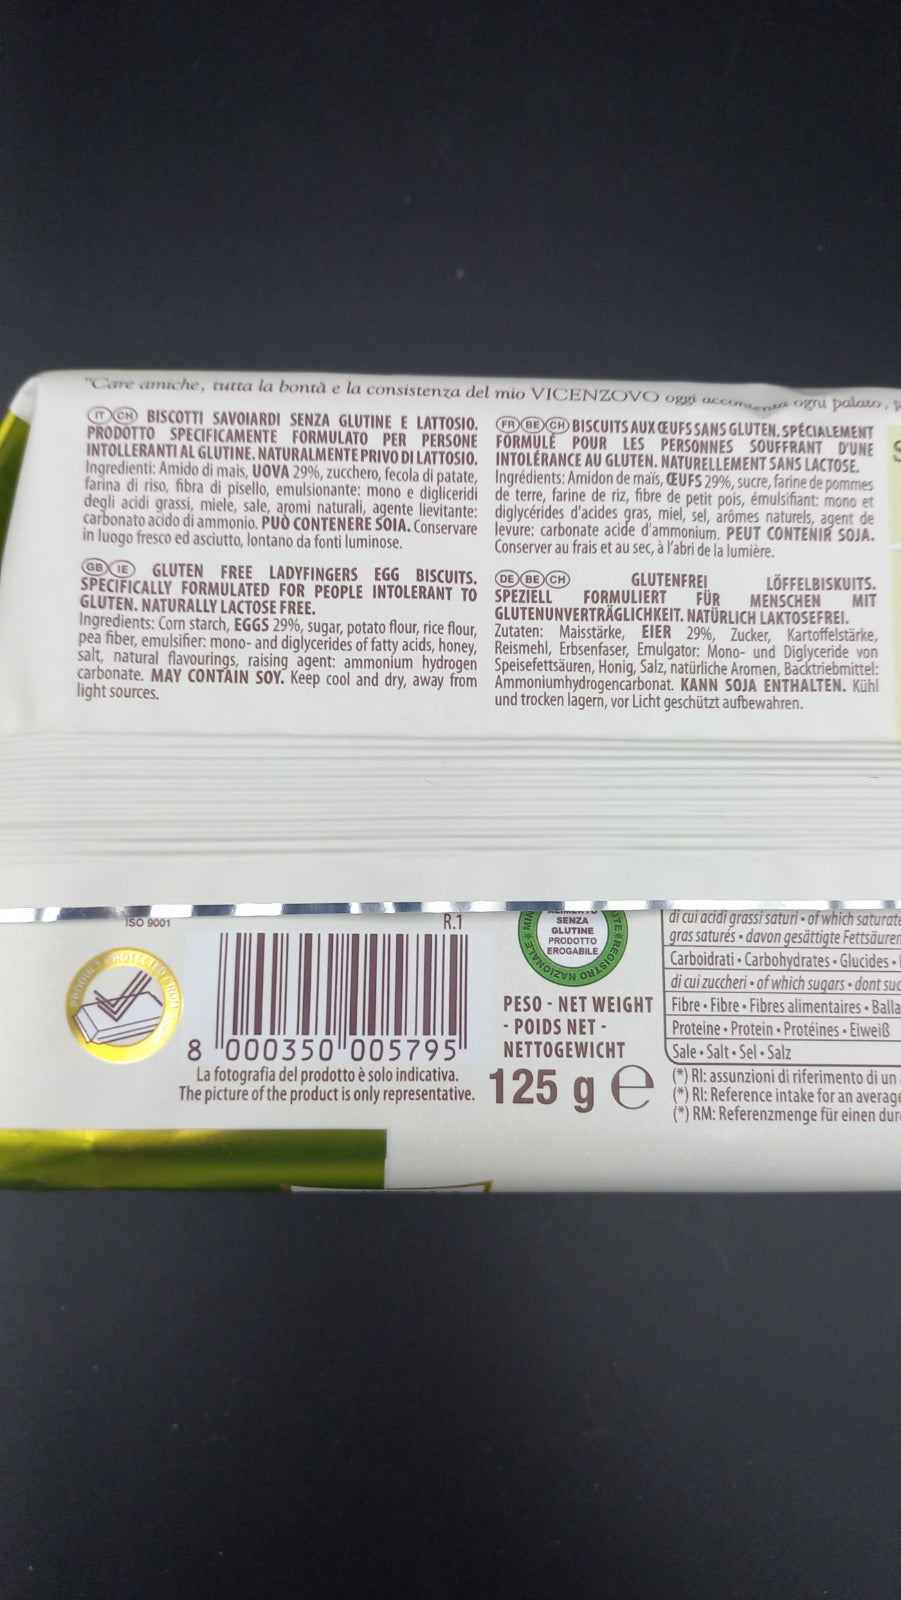 "Care amiche, tutta la bontà e la consistenza del mio VICENZOVO oggi accontenta ogni palato,
IT CH BISCOTTI SAVOIARDI SENZA GLUTINE E LATTOSIO.
PRODOTTO SPECIFICAMENTE FORMULATO PER PERSONE
INTOLLERANTI AL GLUTINE. NATURALMENTE PRIVO DI LATTOSIO.
Ingredienti: Amido di mais, UOVA 29%, zucchero, fecola di patate,
farina di riso, fibra di pisello, emulsionante: mono e digliceridi
degli acidi grassi, miele, sale, aromi naturali, agente lievitante:
carbonato acido di ammonio. PUÒ CONTENERE SOIA. Conservare
in luogo fresco ed asciutto, lontano da fonti luminose.
GB IE GLUTEN FREE LADYFINGERS EGG BISCUITS.
SPECIFICALLY FORMULATED FOR PEOPLE INTOLERANT TO
GLUTEN. NATURALLY LACTOSE FREE.
Ingredients: Corn starch, EGGS 29%, sugar, potato flour, rice flour,
pea fiber, emulsifier: mono- and diglycerides of fatty acids, honey,
salt, natural flavourings, raising agent: ammonium hydrogen
carbonate. MAY CONTAIN SOY. Keep cool and dry, away from
light sources.
FR BE CH BISCUITS AUX ŒUFS SANS GLUTEN. SPÉCIALEMENT
FORMULÉ POUR LES PERSONNES SOUFFRANT D'UNE
INTOLÉRANCE AU GLUTEN. NATURELLEMENT SANS LACTOSE.
Ingrédients: Amidon de maïs, ŒUFS 29%, sucre, farine de pommes
de terre, farine de riz, fibre de petit pois, émulsifiant: mono et
diglycérides d'acides gras, miel, sel, arômes naturels, agent de
levure: carbonate acide d'ammonium. PEUT CONTENIR SOJA.
Conserver au frais et au sec, à l'abri de la lumière.
DE BE CH GLUTENFREI LÖFFELBISKUITS.
SPEZIELL FORMULIERT FÜR MENSCHEN MIT
GLUTENUNVERTRÄGLICHKEIT. NATÜRLICH LAKTOSEFREI.
Zutaten: Maisstärke, EIER 29%, Zucker, Kartoffelstärke,
Reismehl, Erbsenfaser, Emulgator: Mono- und Diglyceride von
Speisefettsäuren, Honig, Salz, natürliche Aromen, Backtriebmittel:
Ammoniumhydrogencarbonat. KANN SOJA ENTHALTEN. Kühl
und trocken lagern, vor Licht geschützt aufbewahren.
ISO 9001
R.1
PRODUCT PROTECTED FROM
8 000350 005795
La fotografia del prodotto è solo indicativa.
The picture of the product is only representative.
SENZA
GLUTINE
PRODOTTO
EROGABILE
REGISTRO NAZIONALE
PESO - NET WEIGHT
- POIDS NET -
NETTOGEWICHT
125 g e
di cui acidi grassi saturi • of which saturate
gras saturés • davon gesättigte Fettsäuren
Carboidrati • Carbohydrates • Glucides •
di cui zuccheri • of which sugars • dont suc
Fibre • Fibre • Fibres alimentaires • Balla
Proteine • Protein • Protéines • Eiweiß
Sale • Salt • Sel • Salz
(*) RI: assunzioni di riferimento di un
(*) RI: Reference intake for an average
(*) RM: Referenzmenge für einen dur